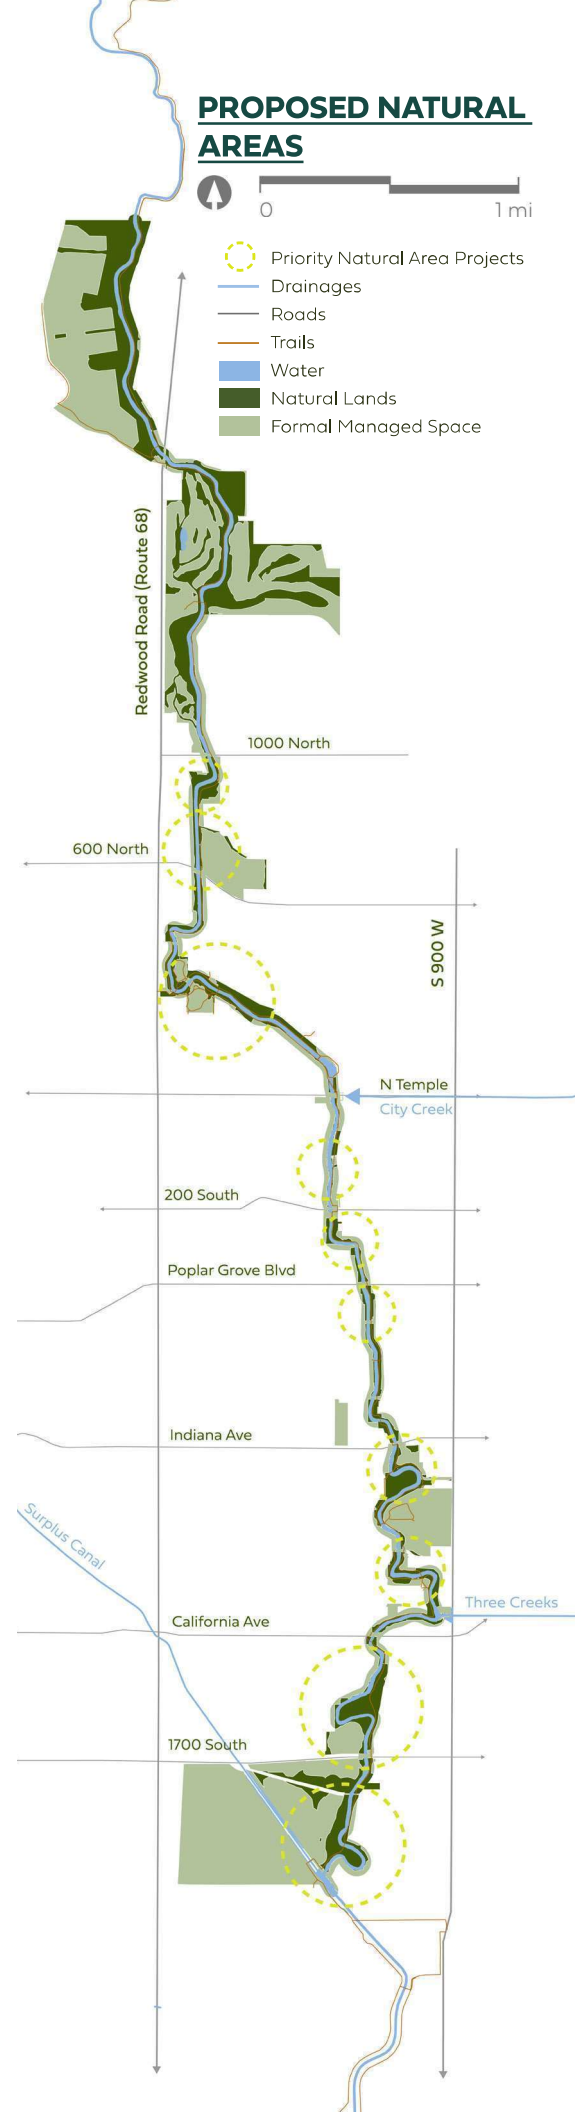 PROPOSED NATURAL
AREAS
0
1 mi
Priority Natural Area Projects
Drainages
Roads
Trails
Water
Natural Lands
Formal Managed Space
Redwood Road (Route 68)
1000 North
600 North
S 900 W
N Temple
City Creek
200 South
Poplar Grove Blvd
Indiana Ave
Surplus Canal
Three Creeks
California Ave
1700 South